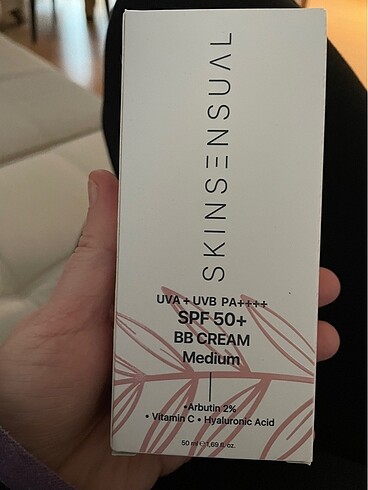 SKINSENSUAL
UVA + UVB PA++++
SPF 50+
BB CREAM
Medium
•Arbutin 2%
• Vitamin C • Hyaluronic Acid
50 ml ℮ 1,69 fl. oz.